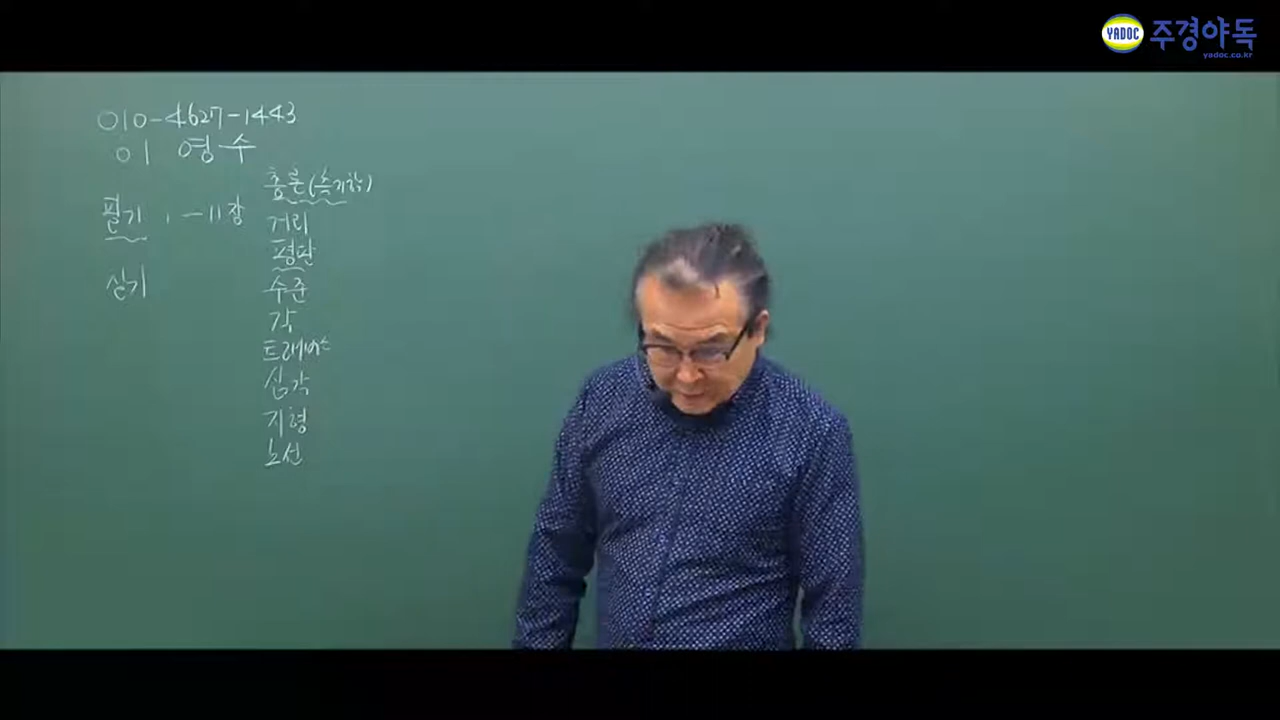 YADOC 주경야독
yadoc.co.kr
010-4627-1443
이 영수
필기 1-11장
실기
총론(측지학)
거리
평판
수준
각
트레버스
삼각
지형
노선